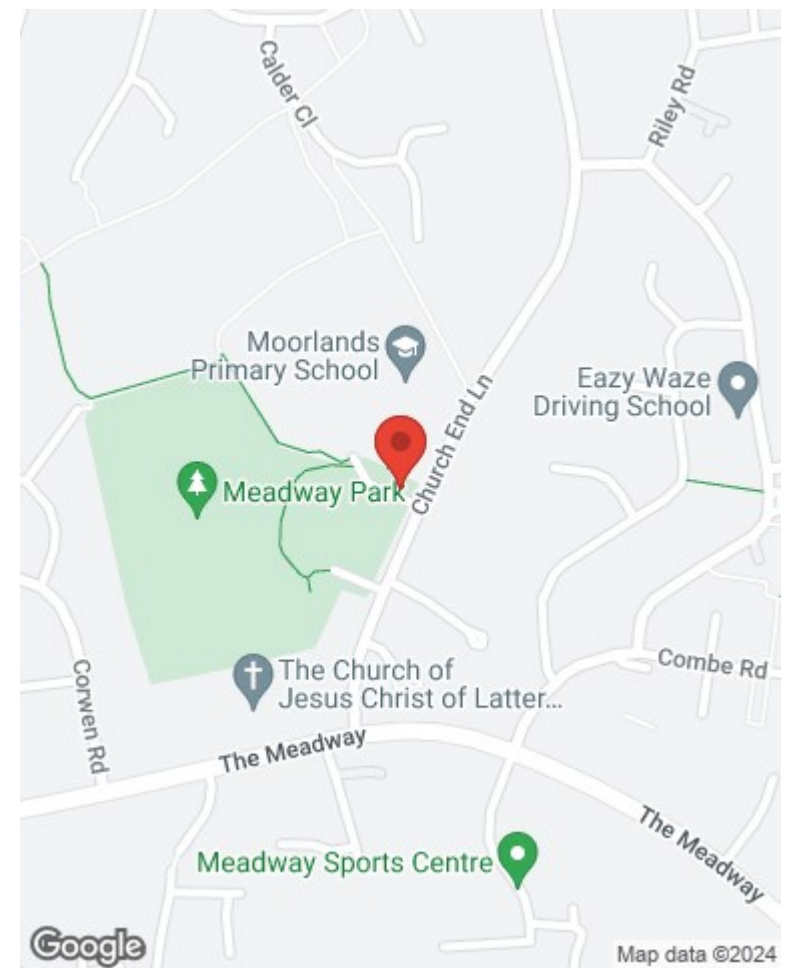 Calder Cl
Riley Rd
Moorlands
Primary School
Eazy Waze
Driving School
Church End Ln
Meadway Park
The Church of
Jesus Christ of Latter...
Combe Rd
Corwen Rd
The Meadway
The Meadway
Meadway Sports Centre
Google
Map data ©2024